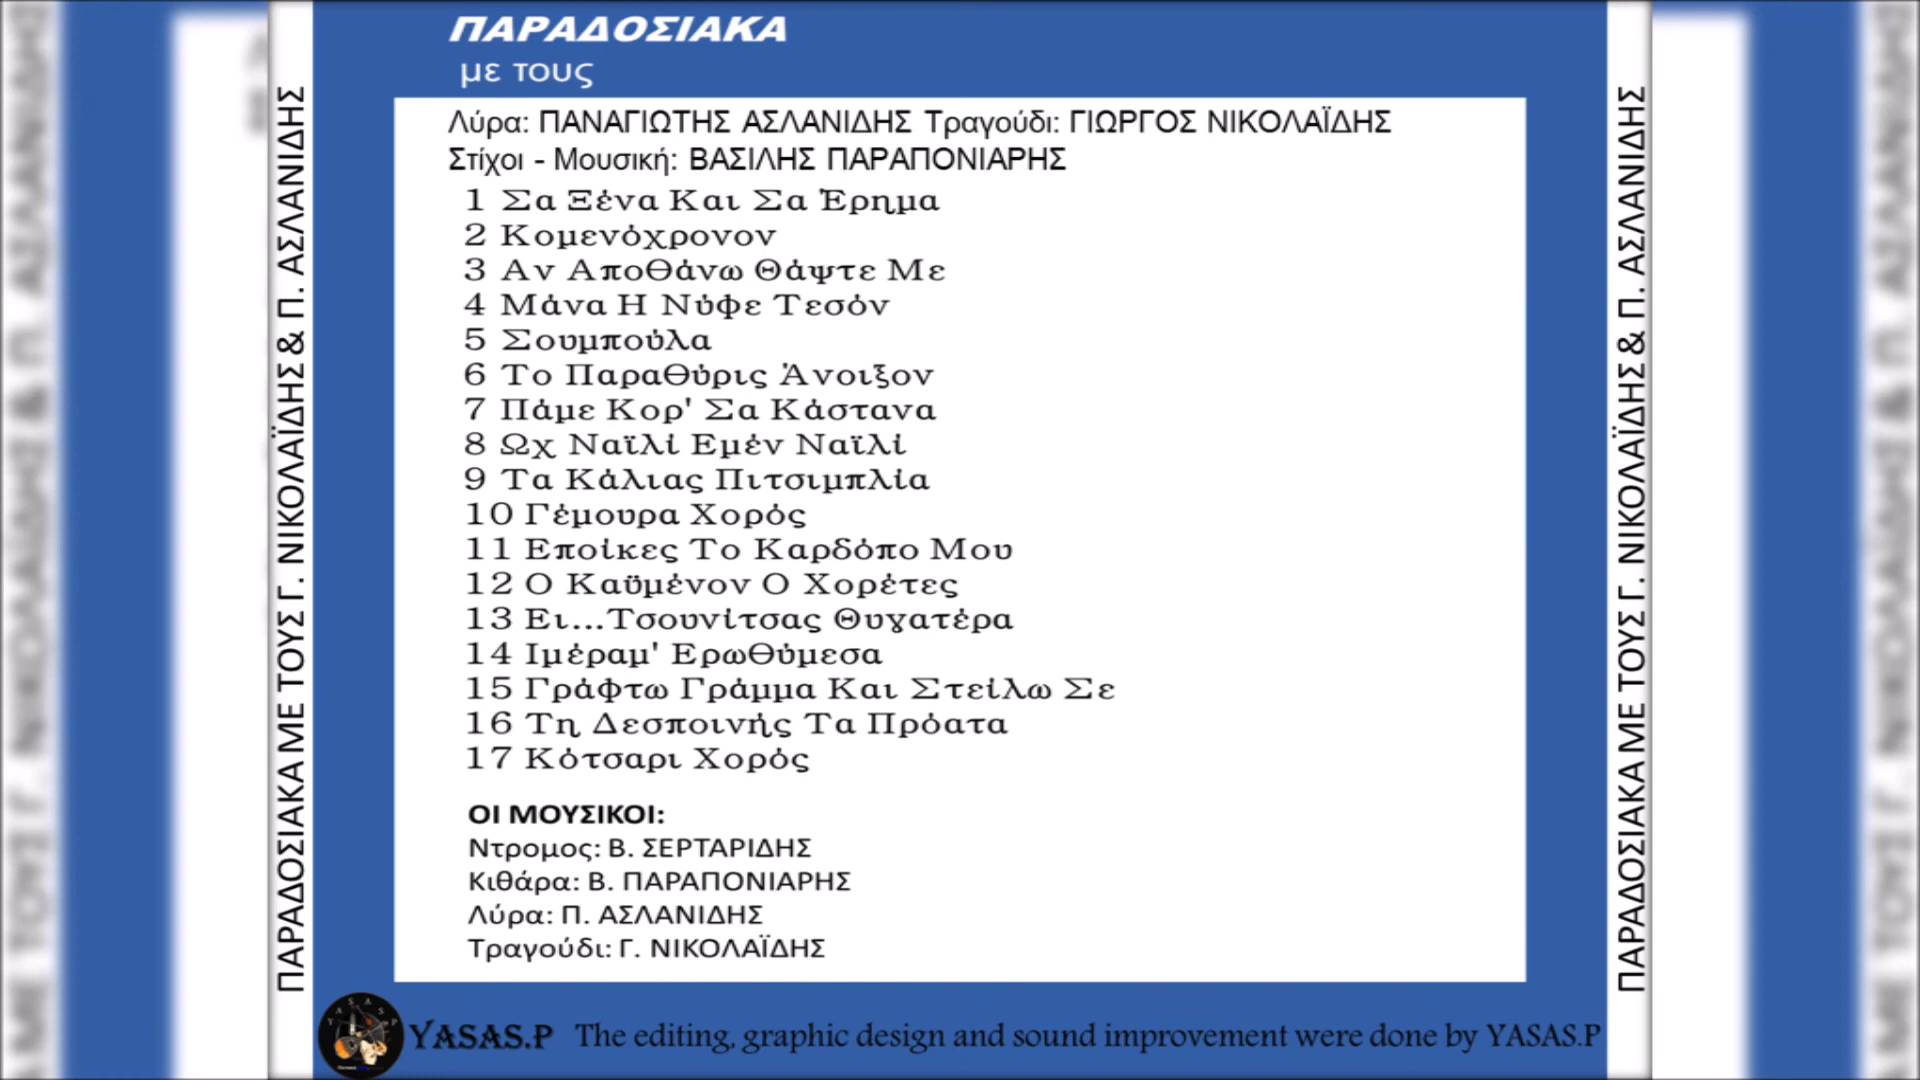 ΠΑΡΑΔΟΣΙΑΚΑ
με τους
Λύρα: ΠΑΝΑΓΙΩΤΗΣ ΑΣΛΑΝΙΔΗΣ Τραγούδι: ΓΙΩΡΓΟΣ ΝΙΚΟΛΑΪΔΗΣ
Στίχοι - Μουσική: ΒΑΣΙΛΗΣ ΠΑΡΑΠΟΝΙΑΡΗΣ
1 Σα Ξένα Και Σα Έρημα
2 Κομενόχρονον
3 Αν Αποθάνω Θάψτε Με
4 Μάνα Η Νύφε Τεσόν
5 Σουμπούλα
6 Το Παραθύρις Άνοιξον
7 Πάμε Κορ' Σα Κάστανα
8 Ωχ Ναϊλί Εμέν Ναϊλί
9 Τα Κάλιας Πιτσιμπλία
10 Γέμουρα Χορός
11 Εποίκες Το Καρδόπο Μου
12 Ο Καϋμένον Ο Χορέτες
13 Ει...Τσουνίτσας Θυγατέρα
14 Ιμέραμ' Ερωθύμεσα
15 Γράφτω Γράμμα Και Στείλω Σε
16 Τη Δεσποινής Τα Πρόατα
17 Κότσαρι Χορός
ΟΙ ΜΟΥΣΙΚΟΙ:
Ντρομος: Β. ΣΕΡΤΑΡΙΔΗΣ
Κιθάρα: Β. ΠΑΡΑΠΟΝΙΑΡΗΣ
Λύρα: Π. ΑΣΛΑΝΙΔΗΣ
Τραγούδι: Γ. ΝΙΚΟΛΑΪΔΗΣ
ΠΑΡΑΔΟΣΙΑΚΑ ΜΕ ΤΟΥΣ Γ. ΝΙΚΟΛΑΪΔΗΣ & Π. ΑΣΛΑΝΙΔΗΣ
ΠΑΡΑΔΟΣΙΑΚΑ ΜΕ ΤΟΥΣ Γ. ΝΙΚΟΛΑΪΔΗΣ & Π. ΑΣΛΑΝΙΔΗΣ
YASAS.P
YASAS.P The editing, graphic design and sound improvement were done by YASAS.P